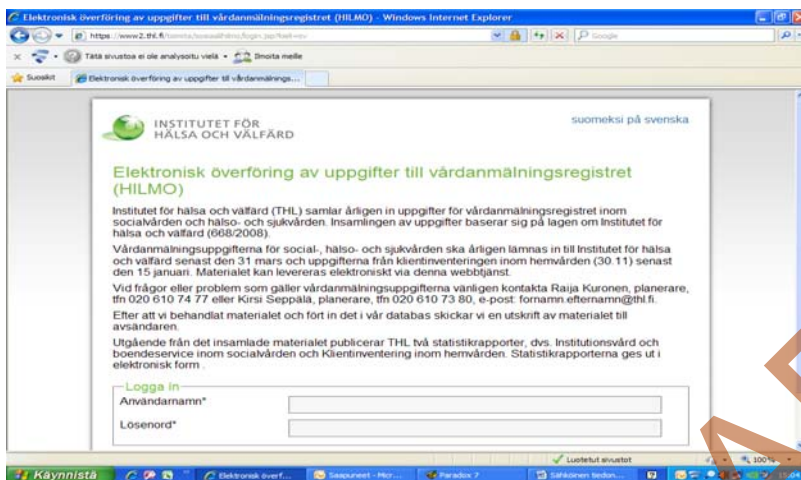 Elektronisk överföring av uppgifter till vårdanmälningsregistret (HILMO) - Windows Internet Explorer
Google
Tätä sivustoa ei ole analysoitu vielä
Ilmoita meille
Suosikit
Elektronisk överföring av uppgifter till vårdanmälnings...
INSTITUTET FÖR
HÄLSA OCH VÄLFÄRD
suomeksi på svenska
Elektronisk överföring av uppgifter till vårdanmälningsregistret
(HILMO)
Institutet för hälsa och välfärd (THL) samlar årligen in uppgifter för vårdanmälningsregistret inom
socialvården och hälso- och sjukvården. Insamlingen av uppgifter baserar sig på lagen om Institutet för
hälsa och välfärd (668/2008).
Vårdanmälningsuppgifterna för social-, hälso- och sjukvården ska årligen lämnas in till Institutet för hälsa
och välfärd senast den 31 mars och uppgifterna från klientinventeringen inom hemvården (30.11) senast
den 15 januari. Materialet kan levereras elektroniskt via denna webbtjänst.
Vid frågor eller problem som gäller vårdanmälningsuppgifterna vänligen kontakta Raija Kuronen, planerare,
tfn 020 610 74 77 eller Kirsi Seppälä, planerare, tfn 020 610 73 80, e-post: fornamn.efternamn@thl.fi.
Efter att vi behandlat materialet och fört in det i vår databas skickar vi en utskrift av materialet till
avsändaren.
Utgående från det insamlade materialet publicerar THL två statistikrapporter, dvs. Institutionsvård och
boendeservice inom socialvården och Klientinventering inom hemvården. Statistikrapporterna ges ut i
elektronisk form .
Logga in
Användarnamn*
Lösenord*
Luotetut sivustot
100%
Käynnistä
Elektronisk överf...
Saapuneet - Micr...
Paradox 7
Sähköinen tiedon...
15:04